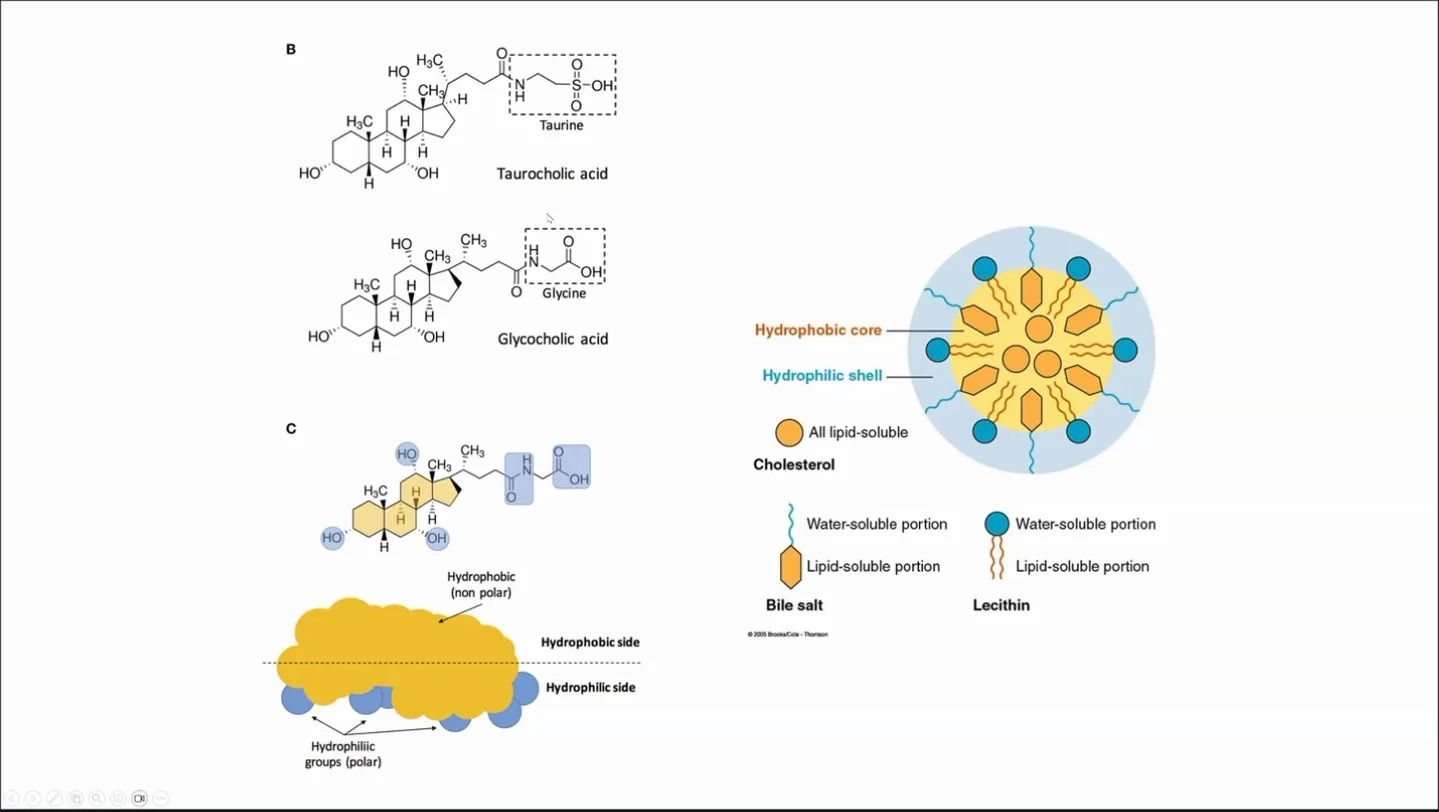 B
H₃C
O
HO
CH₃
H
N
H
O
S
OH
O
H₃C
H
H
H
HO
OH
H
Taurine
Taurocholic acid
HO
CH₃
CH₃
H
N
O
OH
O
Glycine
H₃C
H
H
H
HO
OH
H
Glycocholic acid
C
HO
CH₃
CH₃
H
N
O
OH
O
H₃C
H
H
H
HO
OH
H
Hydrophobic
(non polar)
Hydrophobic side
Hydrophilic side
Hydrophiliic
groups (polar)
Hydrophobic core
Hydrophilic shell
All lipid-soluble
Cholesterol
Water-soluble portion
Lipid-soluble portion
Bile salt
Water-soluble portion
Lipid-soluble portion
Lecithin
© 2005 Brooks/Cole - Thomson